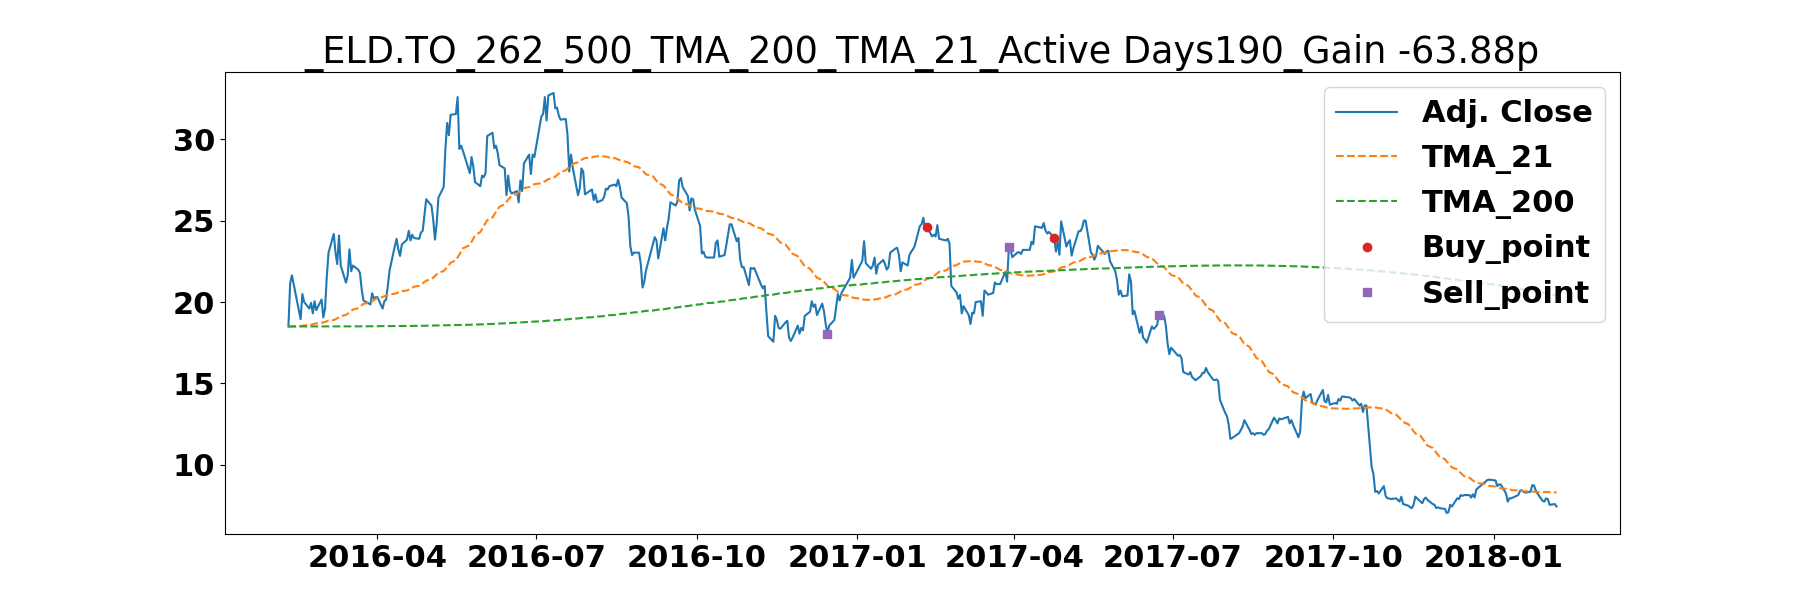 _ELD.TO_262_500_TMA_200_TMA_21_Active Days190_Gain -63.88p
Adj. Close
TMA_21
TMA_200
Buy_point
Sell_point
30
25
20
15
10
2016-04 2016-07 2016-10 2017-01 2017-04 2017-07 2017-10 2018-01